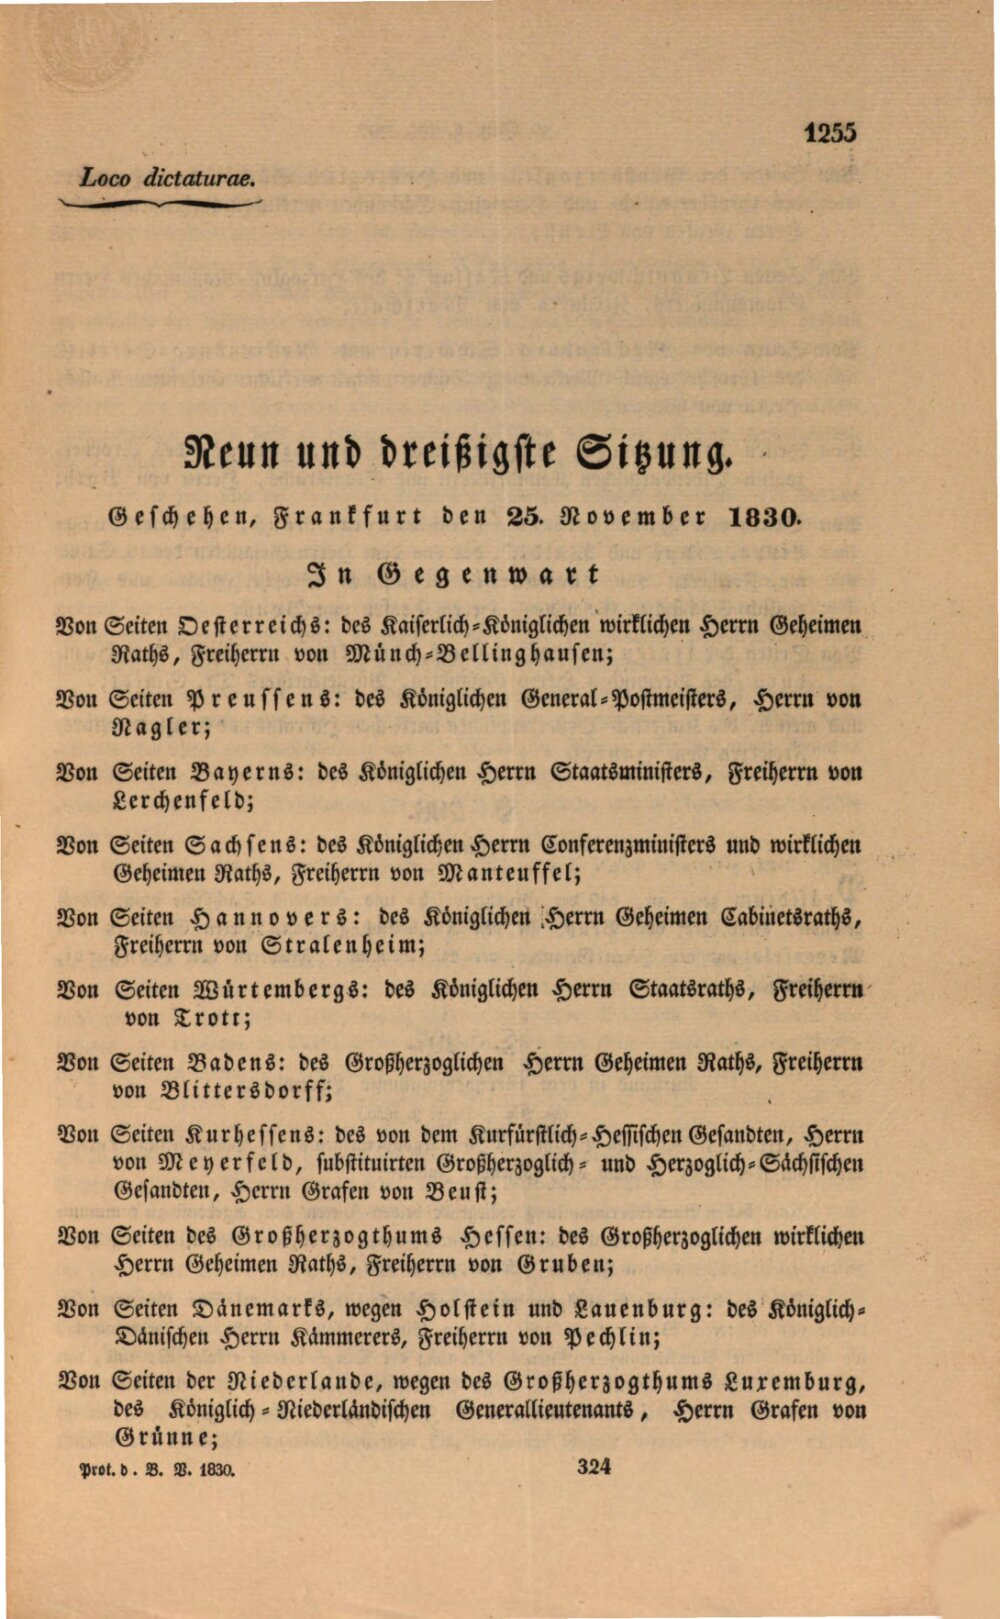 1255
Loco dictaturae.
Neun und dreißigste Sitzung.
Geschehen, Frankfurt den 25. November 1830.
In Gegenwart
Von Seiten Oesterreichs: des Kaiserlich-Königlichen wirklichen Herrn Geheimen
Raths, Freiherrn von Münch-Bellinghausen;
Von Seiten Preussens: des Königlichen General-Postmeisters, Herrn von
Nagler;
Von Seiten Bayerns: des Königlichen Herrn Staatsministers, Freiherrn von
Lerchenfeld;
Von Seiten Sachsens: des Königlichen Herrn Conferenzministers und wirklichen
Geheimen Raths, Freiherrn von Manteuffel;
Von Seiten Hannovers: des Königlichen Herrn Geheimen Cabinetsraths,
Freiherrn von Stralenheim;
Von Seiten Würtembergs: des Königlichen Herrn Staatsraths, Freiherrn
von Trott;
Von Seiten Badens: des Großherzoglichen Herrn Geheimen Raths, Freiherrn
von Blittersdorff;
Von Seiten Kurhessens: des von dem Kurfürstlich-Hessischen Gesandten, Herrn
von Meyerfeld, substituirten Großherzoglich- und Herzoglich-Sächsischen
Gesandten, Herrn Grafen von Beust;
Von Seiten des Großherzogthums Hessen: des Großherzoglichen wirklichen
Herrn Geheimen Raths, Freiherrn von Gruben;
Von Seiten Dänemarks, wegen Holstein und Lauenburg: des Königlich-
Dänischen Herrn Kämmerers, Freiherrn von Pechlin;
Von Seiten der Niederlande, wegen des Großherzogthums Luxemburg,
des Königlich-Niederländischen Generallieutenants, Herrn Grafen von
Grünne;
Prot. d. B. V. 1830. 324